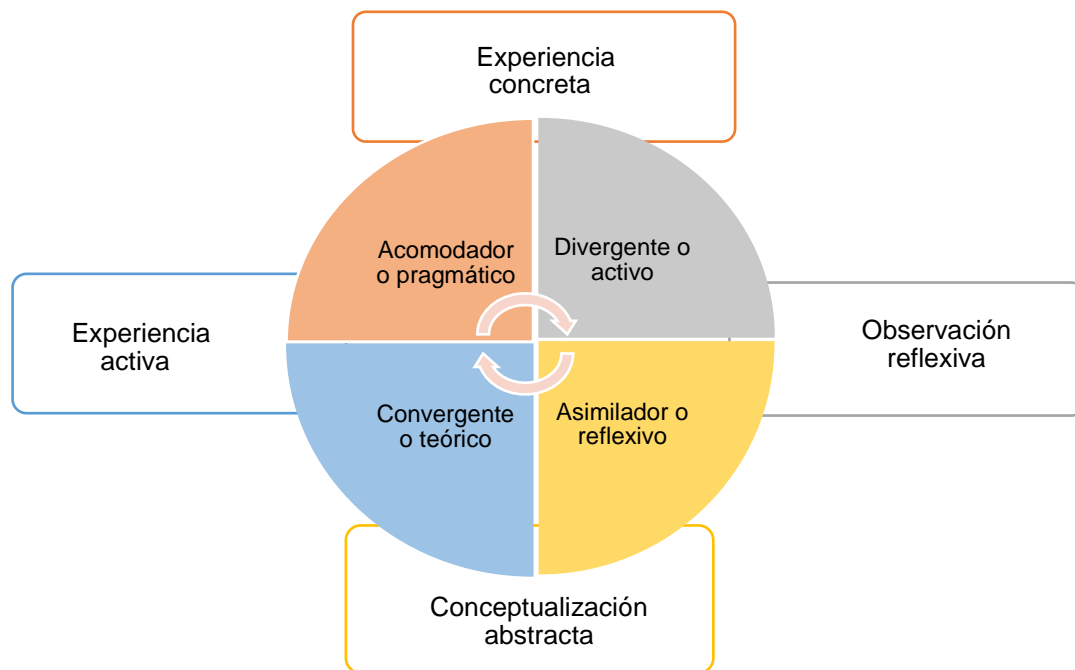 Experiencia
concreta
Acomodador
o pragmático
Divergente o
activo
Experiencia
activa
Observación
reflexiva
Convergente
o teórico
Asimilador o
reflexivo
Conceptualización
abstracta